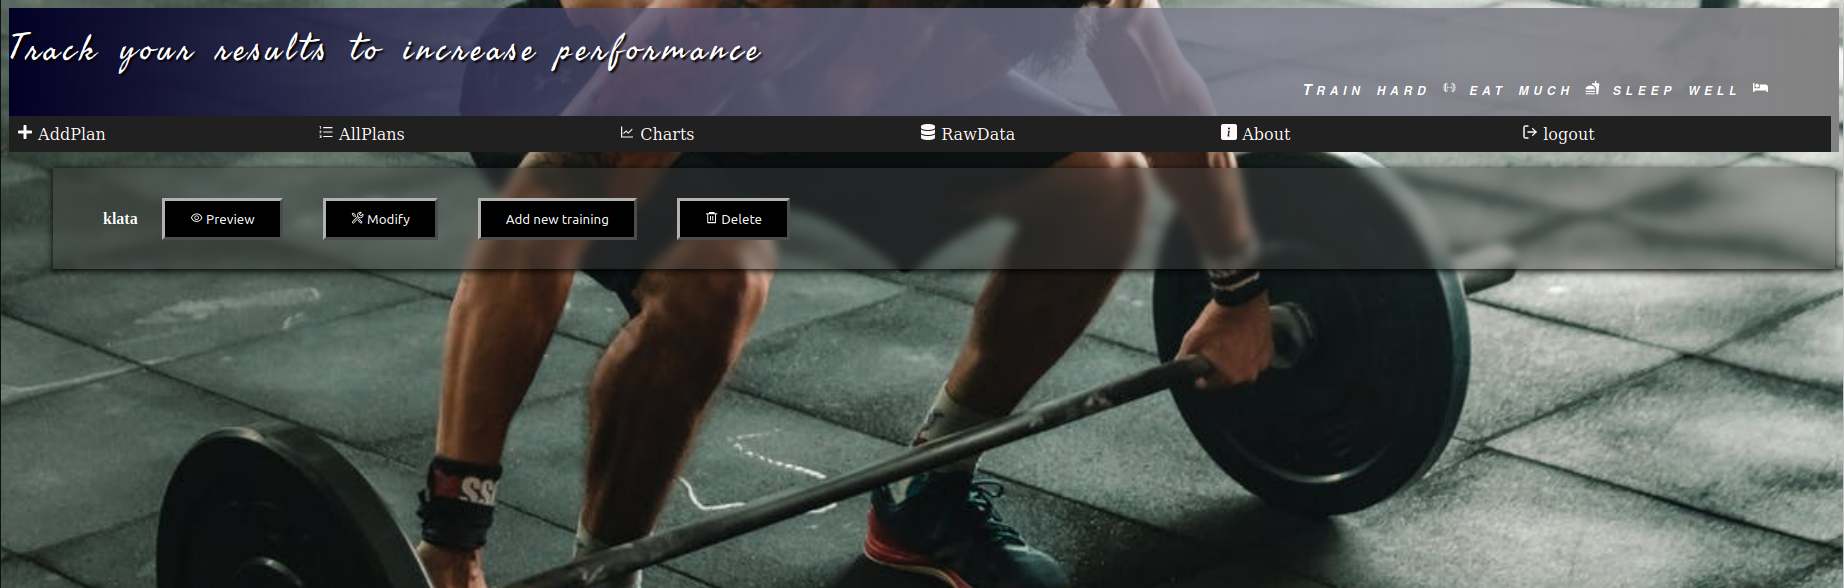 Track your results to increase performance
Train hard eat much sleep well
AddPlan AllPlans Charts RawData About logout
klata Preview Modify Add new training Delete